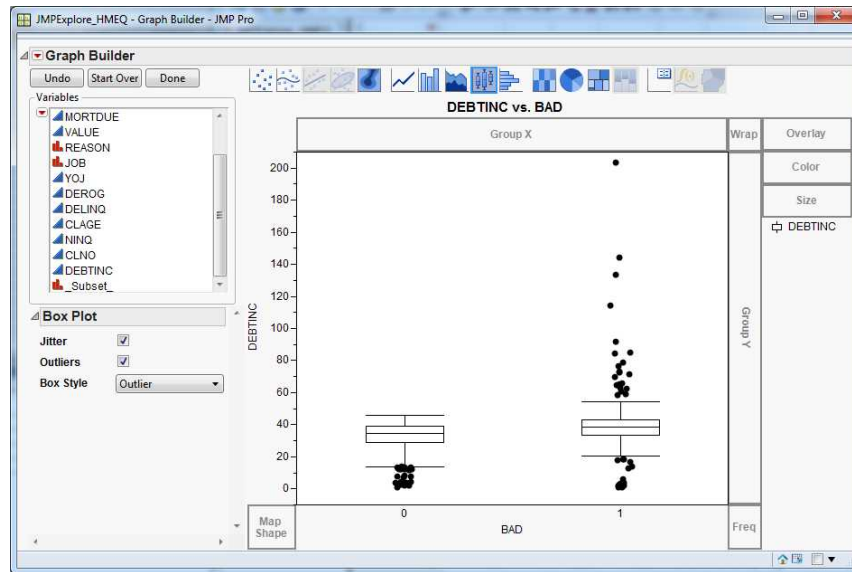 JMPExplore_HMEQ - Graph Builder - JMP Pro
Graph Builder
Undo Start Over Done
Variables
MORTDUE
VALUE
REASON
JOB
YOJ
DEROG
DELINQ
CLAGE
NINQ
CLNO
DEBTINC
_Subset_
Box Plot
Jitter
Outliers
Box Style Outlier
DEBTINC vs. BAD
Group X
Wrap
Overlay
Color
Size
DEBTINC
200
180
160
140
120
100
80
60
40
20
0
DEBTINC
Group Y
0 1
BAD
Map
Shape
Freq